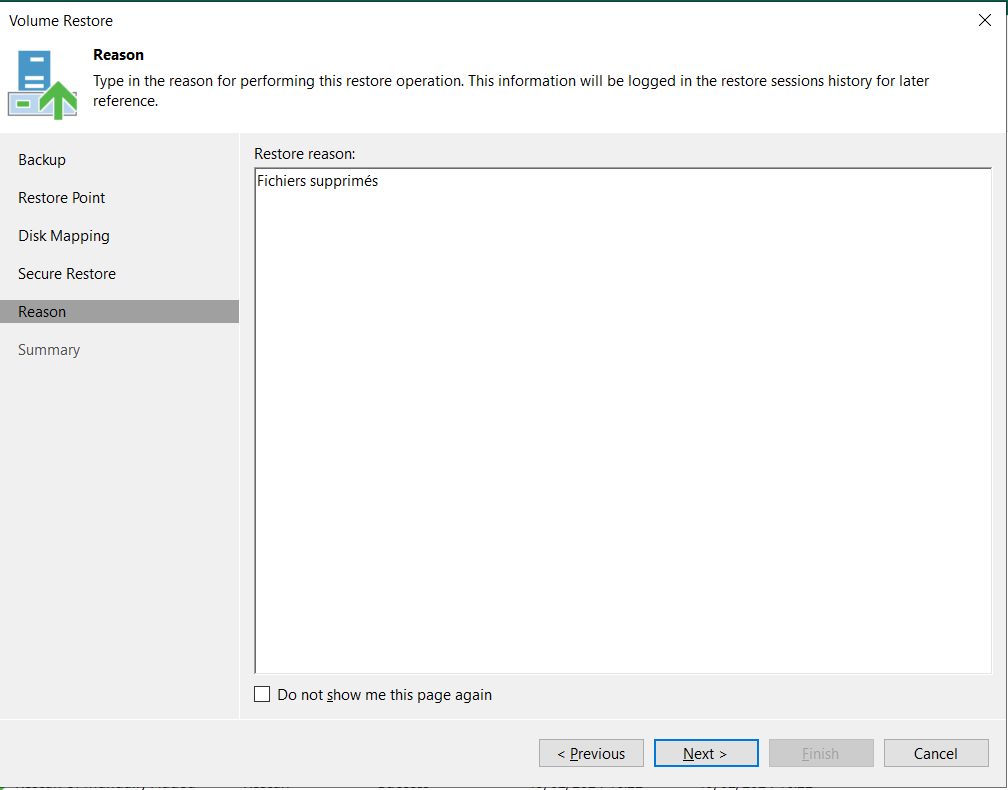 Volume Restore
Reason
Type in the reason for performing this restore operation. This information will be logged in the restore sessions history for later
reference.
Backup
Restore Point
Disk Mapping
Secure Restore
Reason
Summary
Restore reason:
Fichiers supprimés
Do not show me this page again
< Previous
Next >
Finish
Cancel